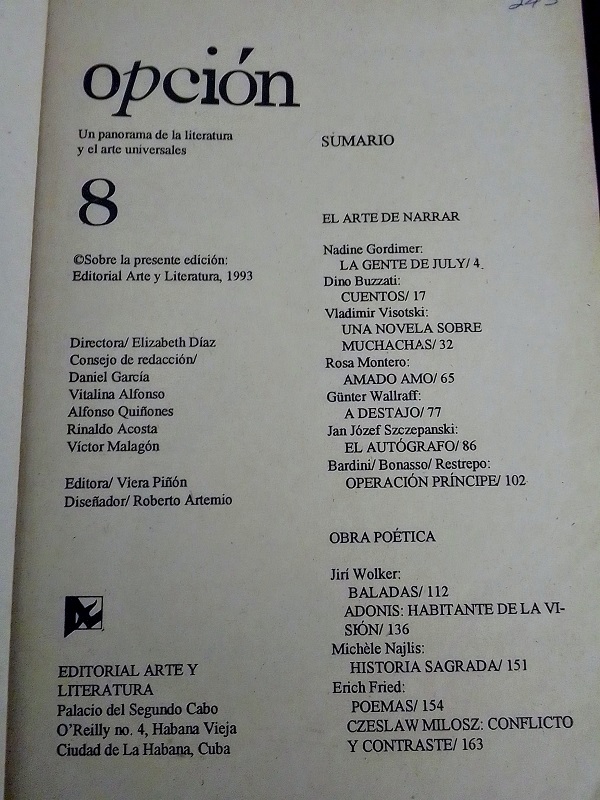 opción
Un panorama de la literatura
y el arte universales
8
©Sobre la presente edición:
Editorial Arte y Literatura, 1993
Directora/ Elizabeth Díaz
Consejo de redacción/
Daniel García
Vitalina Alfonso
Alfonso Quiñones
Rinaldo Acosta
Víctor Malagón
Editora/ Viera Piñón
Diseñador/ Roberto Artemio
EDITORIAL ARTE Y
LITERATURA
Palacio del Segundo Cabo
O'Reilly no. 4, Habana Vieja
Ciudad de La Habana, Cuba
SUMARIO
EL ARTE DE NARRAR
Nadine Gordimer:
LA GENTE DE JULY/ 4
Dino Buzzati:
CUENTOS/ 17
Vladimir Visotski:
UNA NOVELA SOBRE
MUCHACHAS/ 32
Rosa Montero:
AMADO AMO/ 65
Günter Wallraff:
A DESTAJO/ 77
Jan Józef Szczepanski:
EL AUTÓGRAFO/ 86
Bardini/ Bonasso/ Restrepo:
OPERACIÓN PRÍNCIPE/ 102
OBRA POÉTICA
Jirí Wolker:
BALADAS/ 112
ADONIS: HABITANTE DE LA VI-
SIÓN/ 136
Michèle Najlis:
HISTORIA SAGRADA/ 151
Erich Fried:
POEMAS/ 154
CZESLAW MILOSZ: CONFLICTO
Y CONTRASTE/ 163